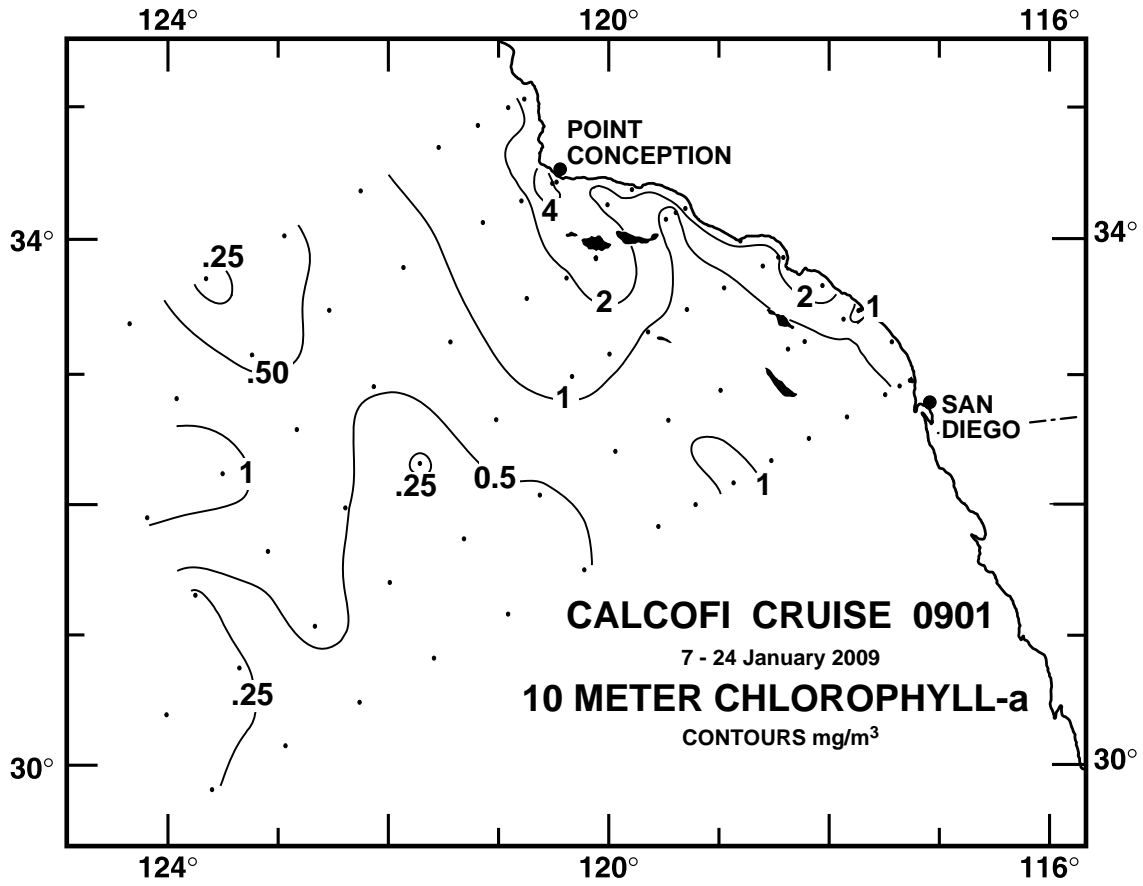 124° 120° 116°
POINT
CONCEPTION
4
34° 34°
.25
2
2
1
.50
1
SAN
DIEGO
1
.25
0.5
1
CALCOFI CRUISE 0901
7 - 24 January 2009
.25
10 METER CHLOROPHYLL-a
CONTOURS mg/m³
30° 30°
124° 120° 116°